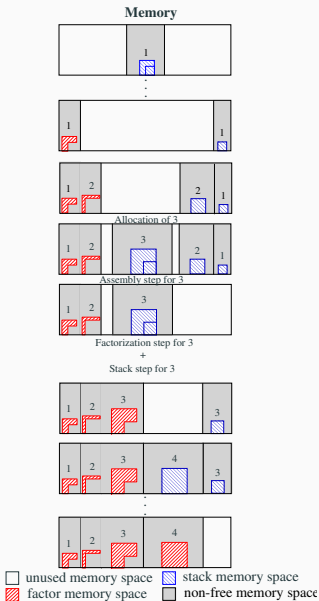 Memory
1
1
1
1 2 2 1
Allocation of 3
1 2 3 2 1
Assembly step for 3
1 2 3
Factorization step for 3
+
Stack step for 3
1 2 3 3
1 2 3 4 3
1 2 3 4
unused memory space stack memory space
factor memory space non-free memory space